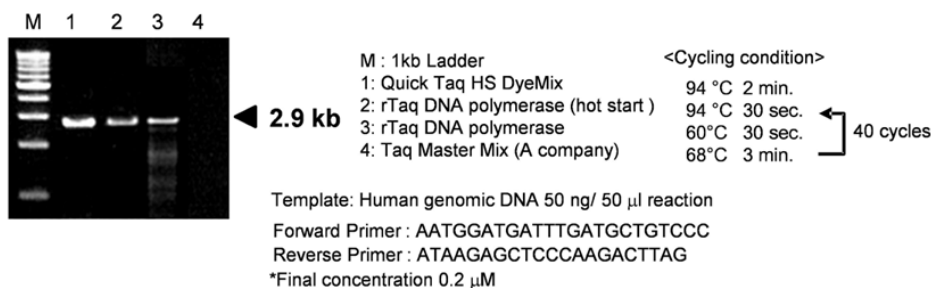 M 1 2 3 4
2.9 kb
M : 1kb Ladder
1: Quick Taq HS DyeMix
2: rTaq DNA polymerase (hot start )
3: rTaq DNA polymerase
4: Taq Master Mix (A company)
<Cycling condition>
94 °C 2 min.
94 °C 30 sec.
60°C 30 sec.
68°C 3 min.
40 cycles
Template: Human genomic DNA 50 ng/ 50 µl reaction
Forward Primer : AATGGATGATTTGATGCTGTCCC
Reverse Primer : ATAAGAGCTCCCAAGACTTAG
*Final concentration 0.2 µM